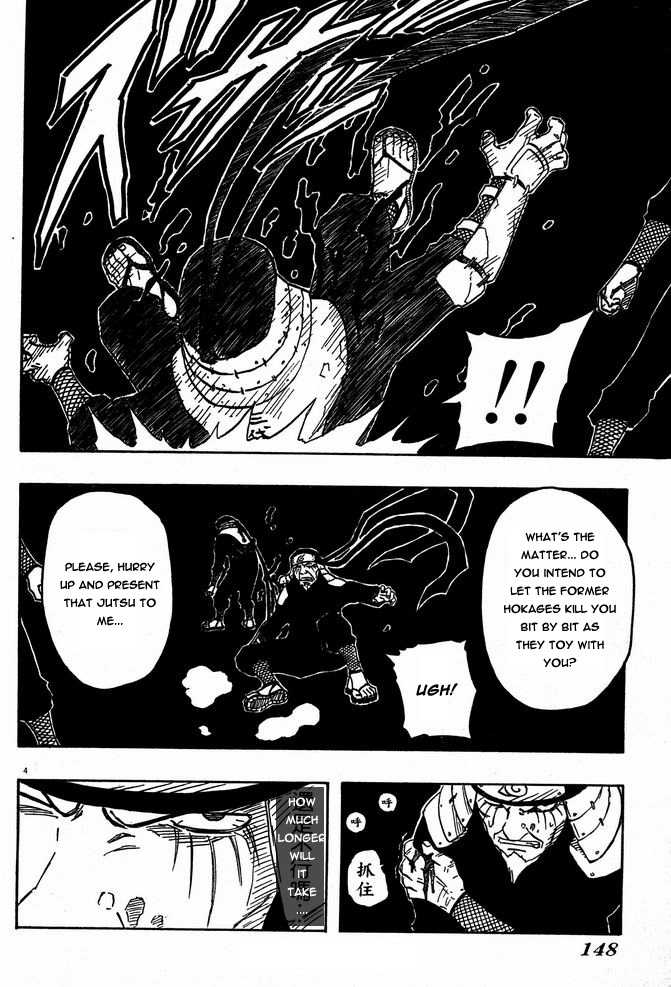 !!
WHAT'S THE
MATTER... DO
YOU INTEND TO
LET THE FORMER
HOKAGES KILL YOU
BIT BY BIT AS
THEY TOY WITH
YOU?
UGH!
PLEASE, HURRY
UP AND PRESENT
THAT JUTSU TO
ME...
4
呼
呼
抓住
HOW
MUCH
LONGER
WILL
IT
TAKE
....
148